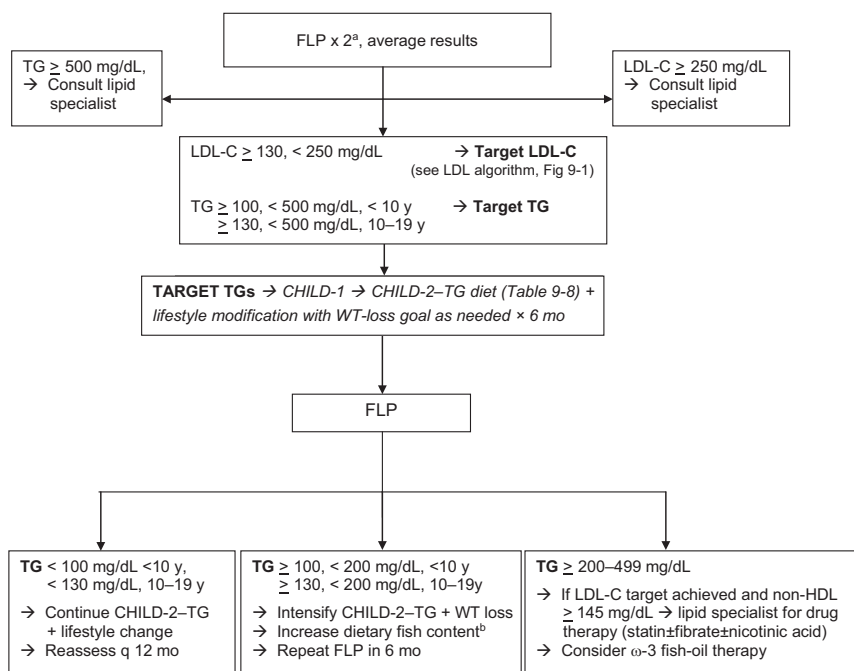 FLP x 2ᵃ, average results
TG ≥ 500 mg/dL,
→ Consult lipid
specialist
LDL-C ≥ 250 mg/dL
→ Consult lipid
specialist
LDL-C ≥ 130, < 250 mg/dL → Target LDL-C
(see LDL algorithm, Fig 9-1)
TG ≥ 100, < 500 mg/dL, < 10 y → Target TG
≥ 130, < 500 mg/dL, 10–19 y
TARGET TGs → CHILD-1 → CHILD-2–TG diet (Table 9-8) +
lifestyle modification with WT-loss goal as needed × 6 mo
FLP
TG < 100 mg/dL <10 y,
< 130 mg/dL, 10–19 y
→ Continue CHILD-2–TG
+ lifestyle change
→ Reassess q 12 mo
TG ≥ 100, < 200 mg/dL, <10 y
≥ 130, < 200 mg/dL, 10–19y
→ Intensify CHILD-2–TG + WT loss
→ Increase dietary fish contentᵇ
→ Repeat FLP in 6 mo
TG ≥ 200–499 mg/dL
→ If LDL-C target achieved and non-HDL
≥ 145 mg/dL → lipid specialist for drug
therapy (statin±fibrate±nicotinic acid)
→ Consider ω-3 fish-oil therapy